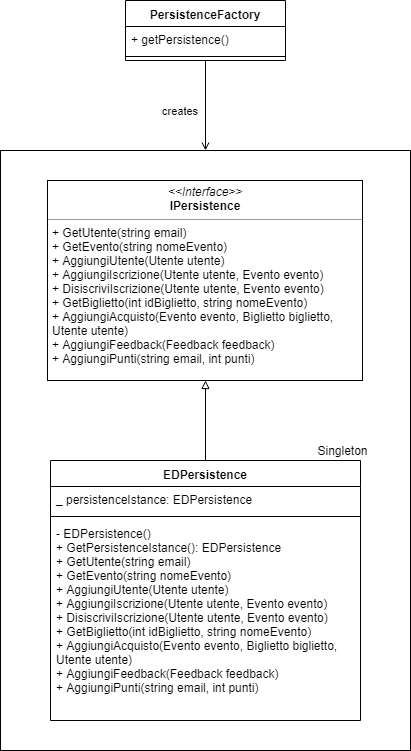 PersistenceFactory
+ getPersistence()
creates
<<Interface>>
IPersistence
+ GetUtente(string email)
+ GetEvento(string nomeEvento)
+ AggiungiUtente(Utente utente)
+ AggiungiIscrizione(Utente utente, Evento evento)
+ DisiscriviIscrizione(Utente utente, Evento evento)
+ GetBiglietto(int idBiglietto, string nomeEvento)
+ AggiungiAcquisto(Evento evento, Biglietto biglietto,
Utente utente)
+ AggiungiFeedback(Feedback feedback)
+ AggiungiPunti(string email, int punti)
Singleton
EDPersistence
_ persistenceIstance: EDPersistence
- EDPersistence()
+ GetPersistenceIstance(): EDPersistence
+ GetUtente(string email)
+ GetEvento(string nomeEvento)
+ AggiungiUtente(Utente utente)
+ AggiungiIscrizione(Utente utente, Evento evento)
+ DisiscriviIscrizione(Utente utente, Evento evento)
+ GetBiglietto(int idBiglietto, string nomeEvento)
+ AggiungiAcquisto(Evento evento, Biglietto biglietto,
Utente utente)
+ AggiungiFeedback(Feedback feedback)
+ AggiungiPunti(string email, int punti)